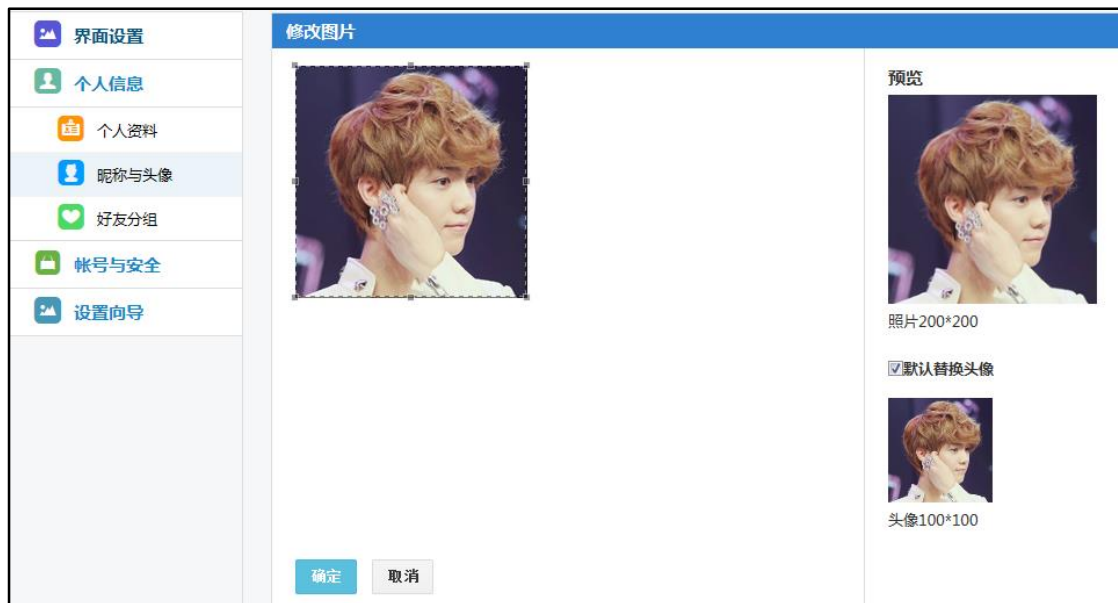 界面设置
个人信息
个人资料
昵称与头像
好友分组
帐号与安全
设置向导
修改图片
确定
取消
预览
照片200*200
默认替换头像
头像100*100